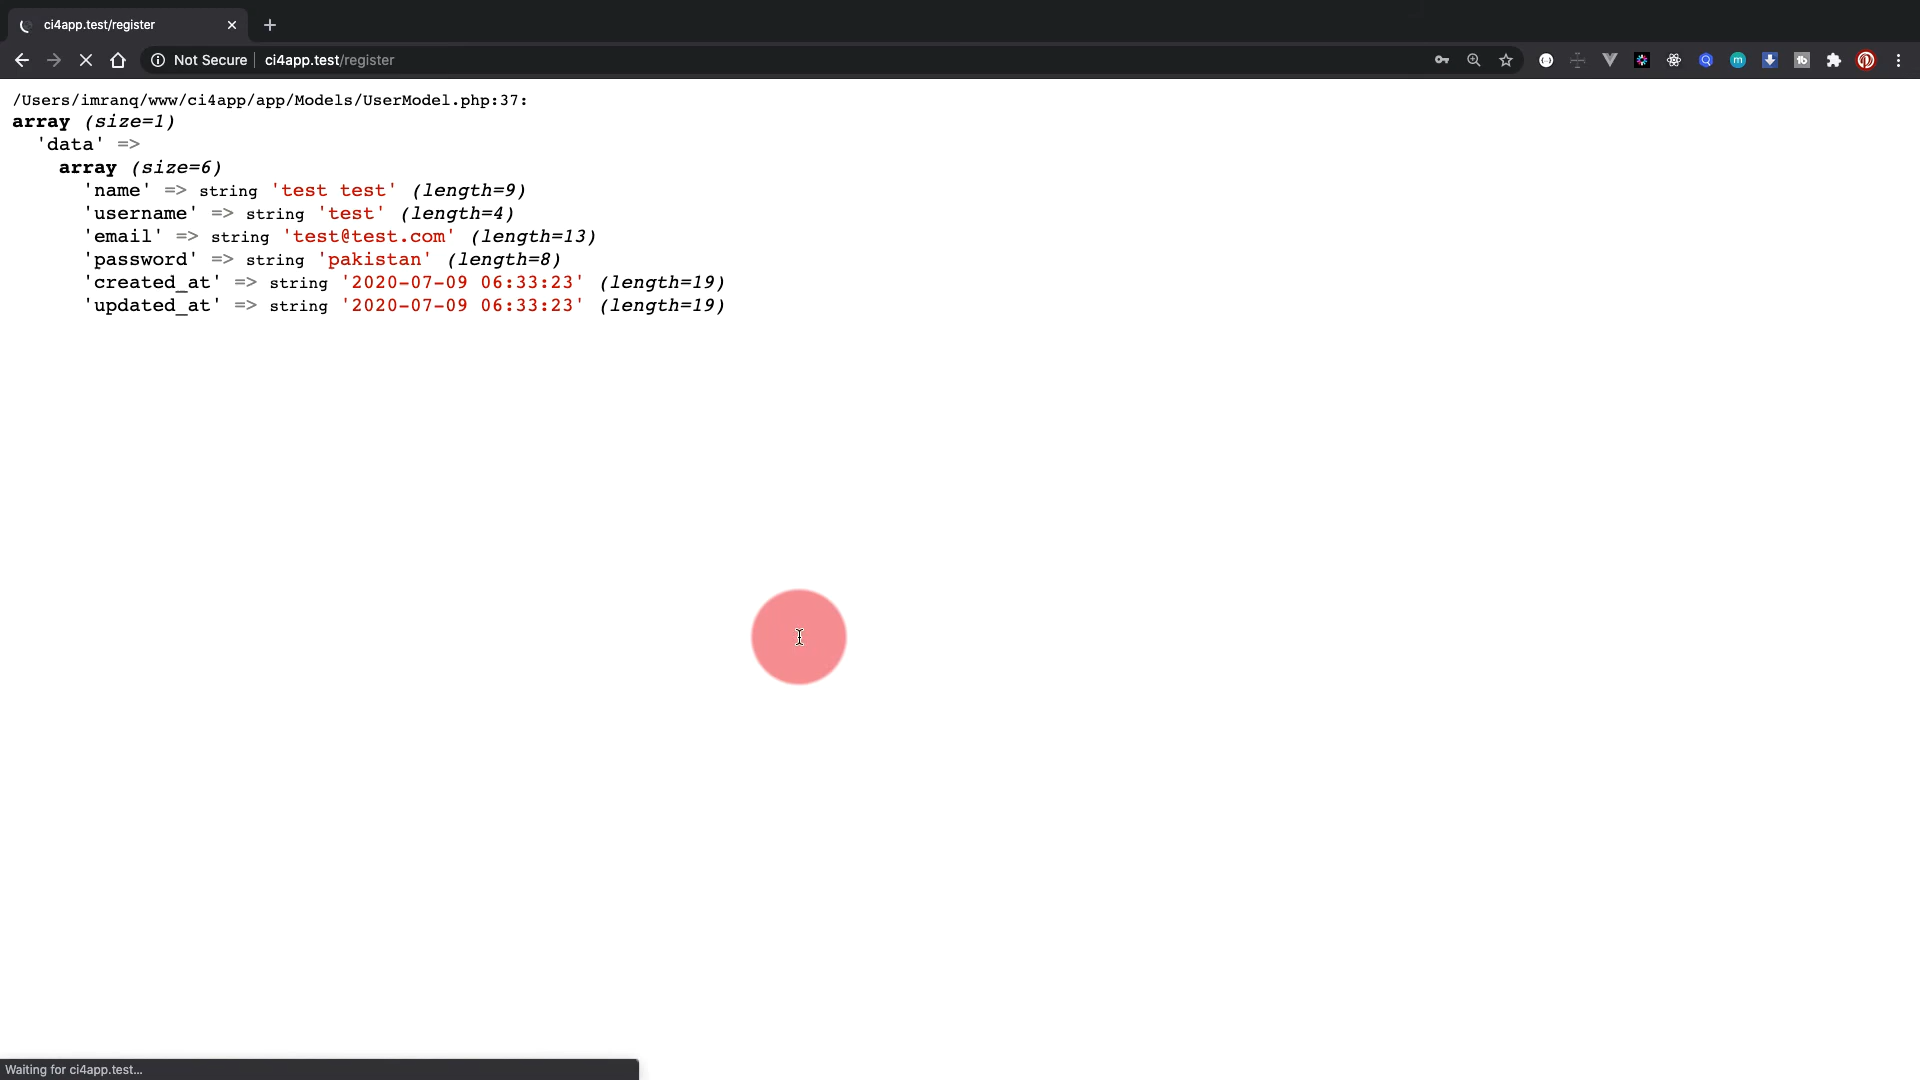 ci4app.test/register
Not Secure ci4app.test/register
/Users/imranq/www/ci4app/app/Models/UserModel.php:37:
array (size=1)
'data' =>
array (size=6)
'name' => string 'test test' (length=9)
'username' => string 'test' (length=4)
'email' => string 'test@test.com' (length=13)
'password' => string 'pakistan' (length=8)
'created_at' => string '2020-07-09 06:33:23' (length=19)
'updated_at' => string '2020-07-09 06:33:23' (length=19)
Waiting for ci4app.test...